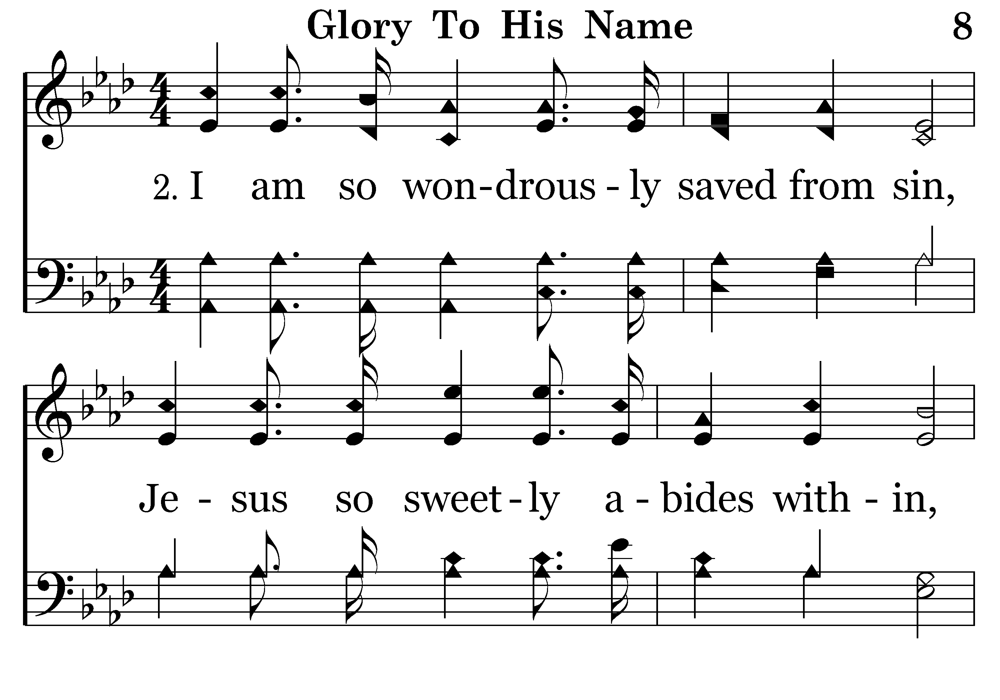 Glory To His Name 8
2. I am so won-drous-ly saved from sin,
Je-sus so sweet-ly a-bides with-in,